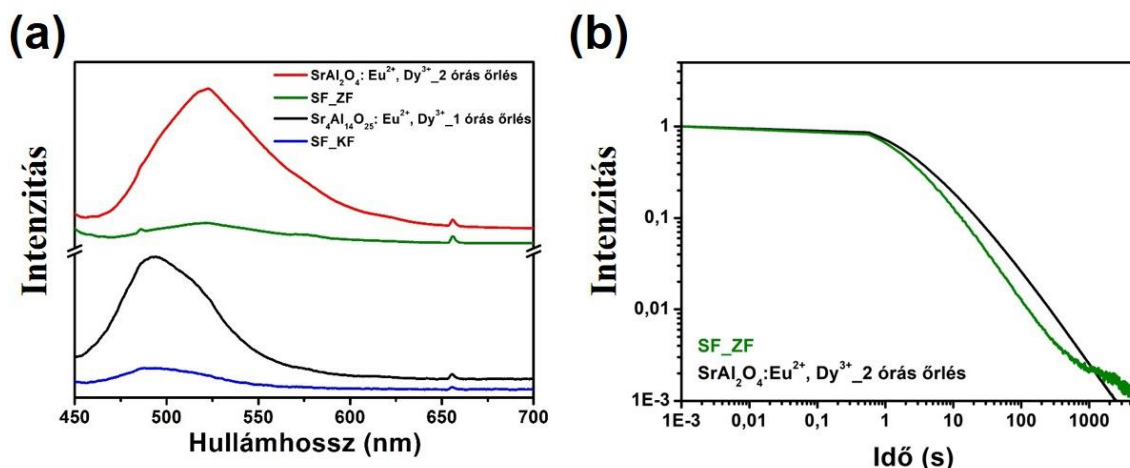 (a)
Intenzitás
SrAl₂O₄: Eu²⁺, Dy³⁺_2 órás őrlés
SF_ZF
Sr₄Al₁₄O₂₅: Eu²⁺, Dy³⁺_1 órás őrlés
SF_KF
Intenzitás
450 500 550 600 650 700
Hullámhossz (nm)
(b)
Intenzitás
1
0,1
0,01
1E-3
SF_ZF
SrAl₂O₄:Eu²⁺, Dy³⁺_2 órás őrlés
1E-3 0,01 0,1 1 10 100 1000
Idő (s)